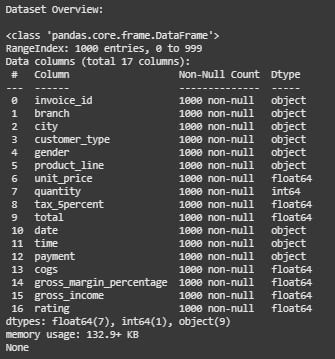 Dataset Overview:
<class 'pandas.core.frame.DataFrame'>
RangeIndex: 1000 entries, 0 to 999
Data columns (total 17 columns):
 #   Column                   Non-Null Count  Dtype
---  ------                   --------------  -----
 0   invoice_id               1000 non-null   object
 1   branch                   1000 non-null   object
 2   city                     1000 non-null   object
 3   customer_type            1000 non-null   object
 4   gender                   1000 non-null   object
 5   product_line             1000 non-null   object
 6   unit_price               1000 non-null   float64
 7   quantity                 1000 non-null   int64
 8   tax_5percent             1000 non-null   float64
 9   total                    1000 non-null   float64
 10  date                     1000 non-null   object
 11  time                     1000 non-null   object
 12  payment                  1000 non-null   object
 13  cogs                     1000 non-null   float64
 14  gross_margin_percentage  1000 non-null   float64
 15  gross_income             1000 non-null   float64
 16  rating                   1000 non-null   float64
dtypes: float64(7), int64(1), object(9)
memory usage: 132.9+ KB
None